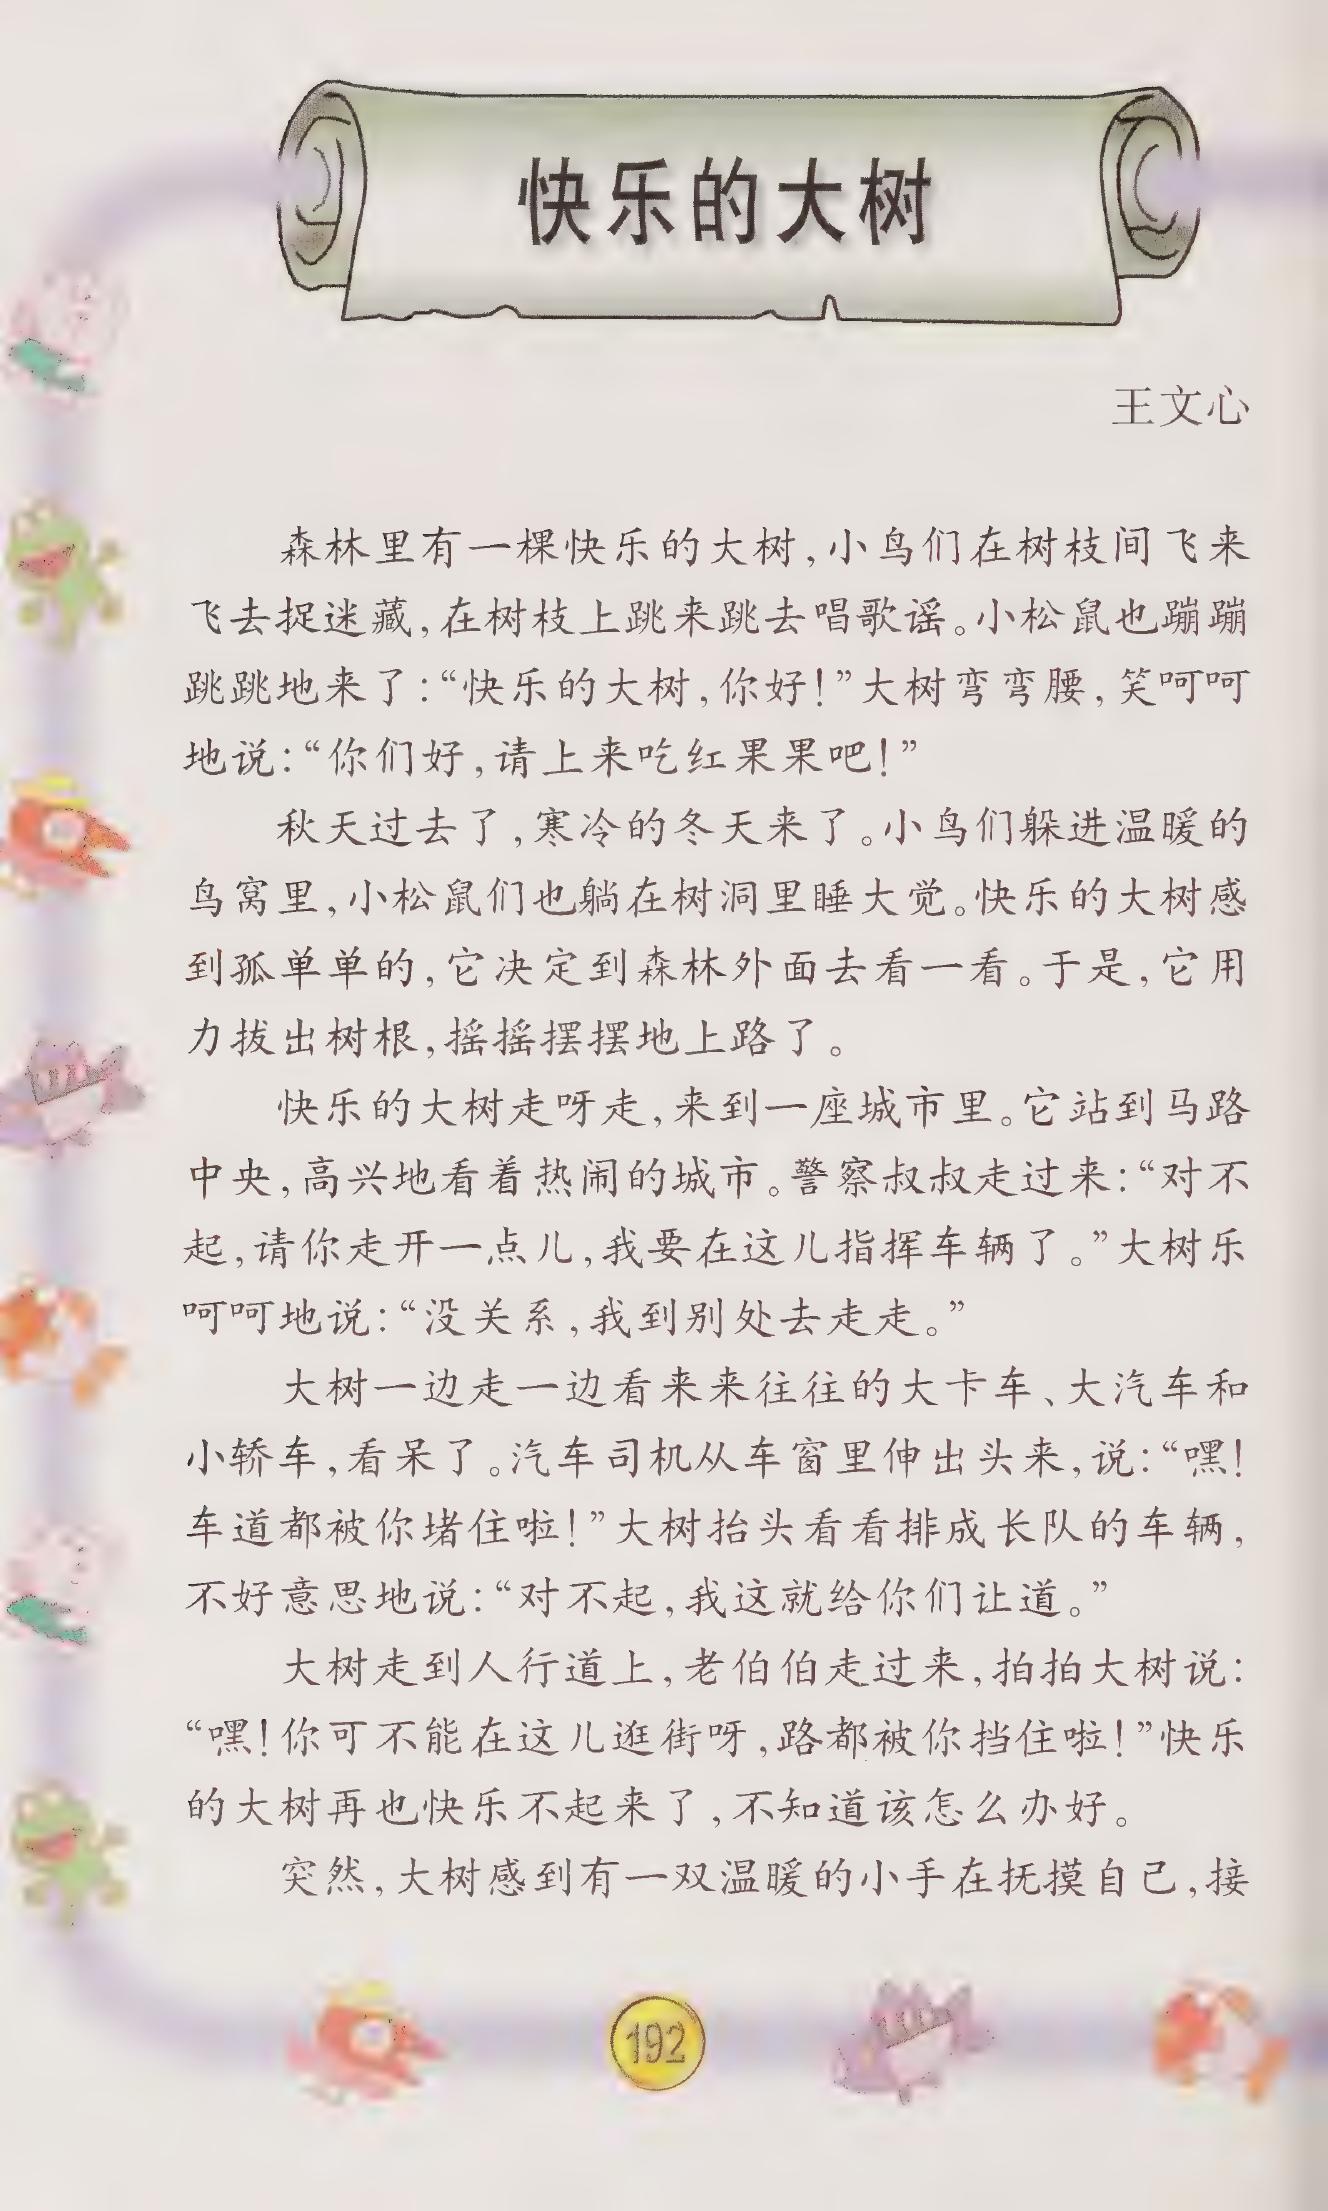 快乐的大树
王文心
森林里有一棵快乐的大树,小鸟们在树枝间飞来
飞去捉迷藏,在树枝上跳来跳去唱歌谣。小松鼠也蹦蹦
跳跳地来了:“快乐的大树,你好!”大树弯弯腰,笑呵呵
地说:“你们好,请上来吃红果果吧!”
秋天过去了,寒冷的冬天来了。小鸟们躲进温暖的
鸟窝里,小松鼠们也躺在树洞里睡大觉。快乐的大树感
到孤单单的,它决定到森林外面去看一看。于是,它用
力拔出树根,摇摇摆摆地上路了。
快乐的大树走呀走,来到一座城市里。它站到马路
中央,高兴地看着热闹的城市。警察叔叔走过来:“对不
起,请你走开一点儿,我要在这儿指挥车辆了。”大树乐
呵呵地说:“没关系,我到别处去走走。”
大树一边走一边看来来往往的大卡车、大汽车和
小轿车,看呆了。汽车司机从车窗里伸出头来,说:“嘿!
车道都被你堵住啦!”大树抬头看看排成长队的车辆,
不好意思地说:“对不起,我这就给你们让道。”
大树走到人行道上,老伯伯走过来,拍拍大树说:
“嘿!你可不能在这儿逛街呀,路都被你挡住啦!”快乐
的大树再也快乐不起来了,不知道该怎么办好。
突然,大树感到有一双温暖的小手在抚摸自己,接
192